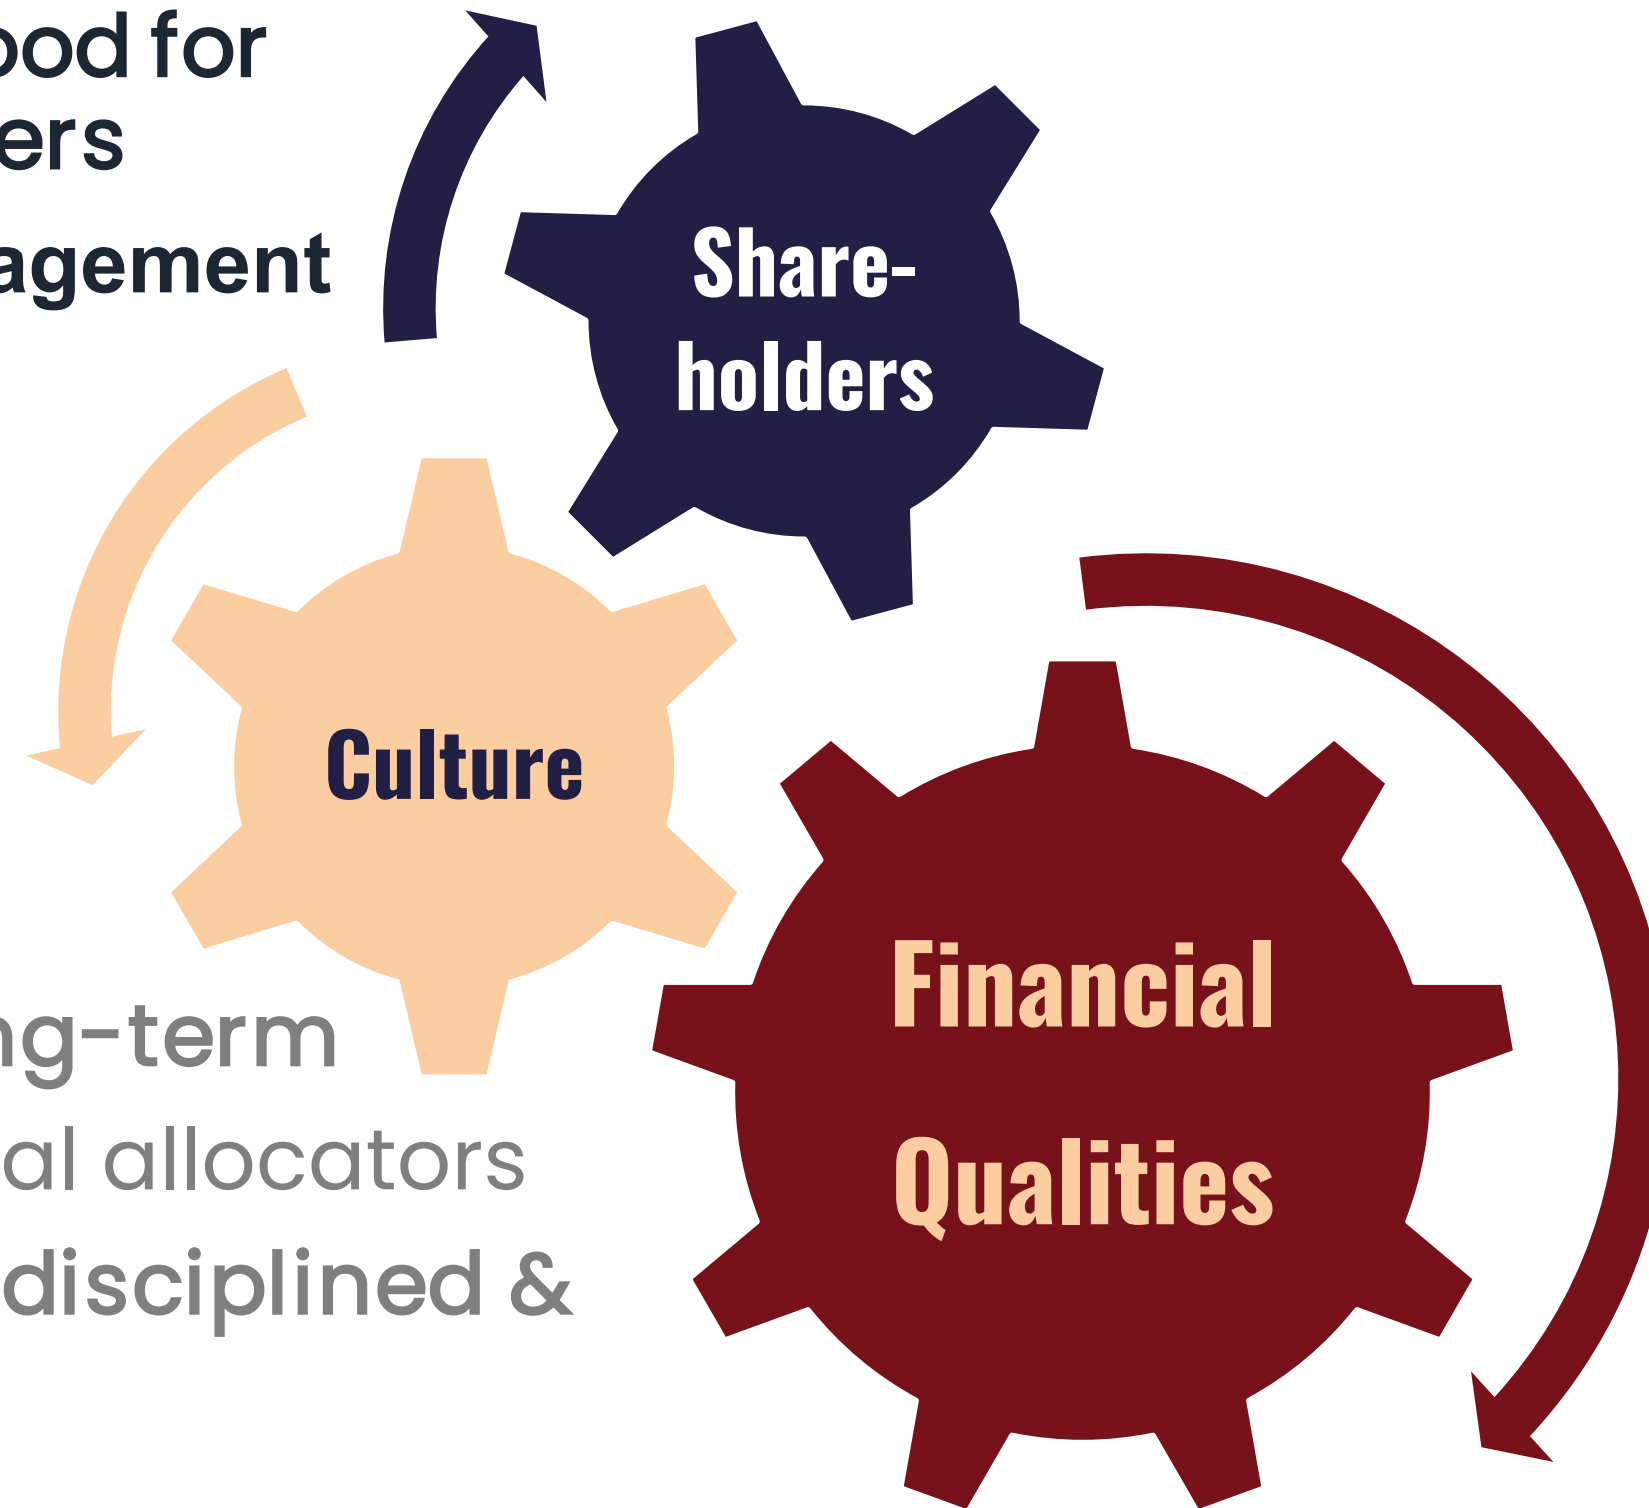 ood for
ers
agement
Share-
holders
Culture
Financial
Qualities
ng-term
al allocators
disciplined &